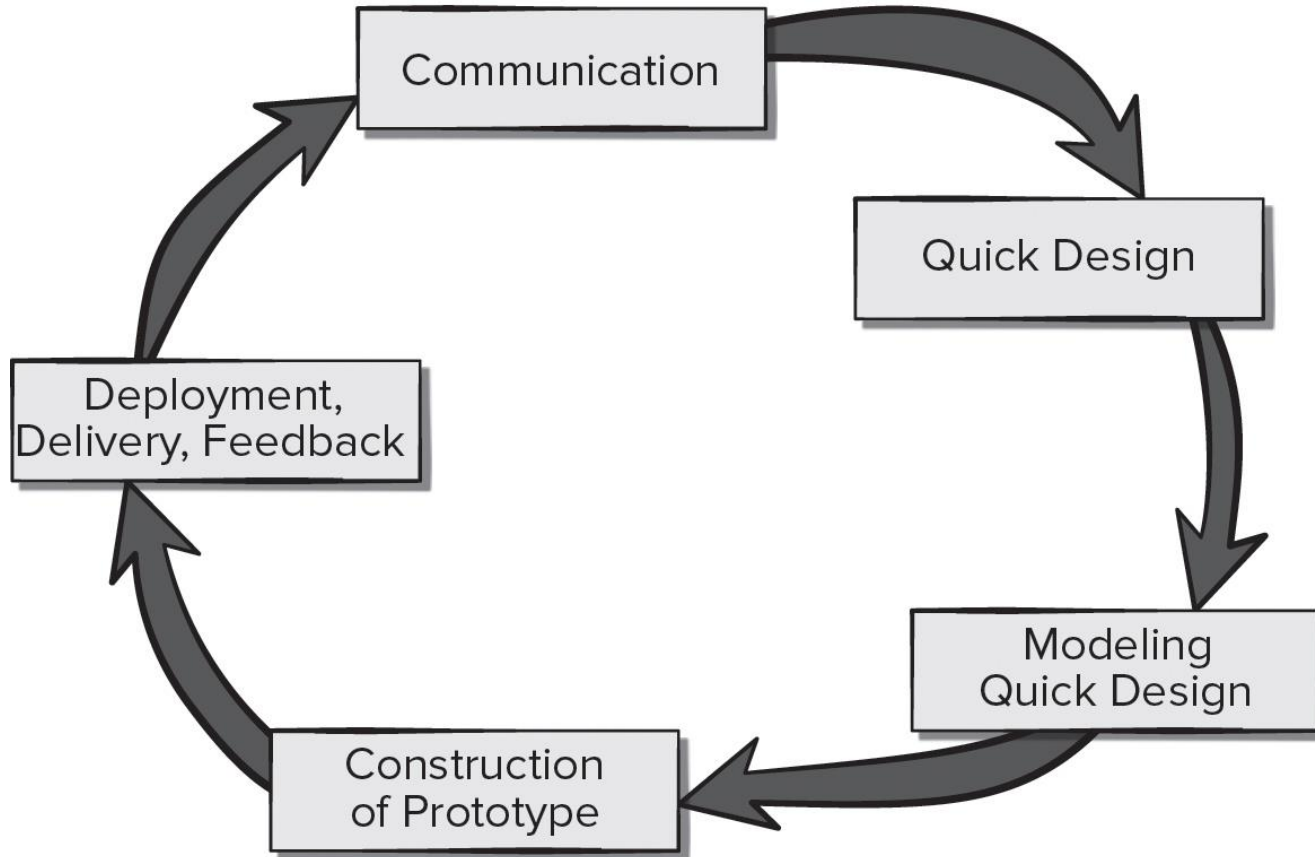 Communication
Quick Design
Modeling
Quick Design
Construction
of Prototype
Deployment,
Delivery, Feedback